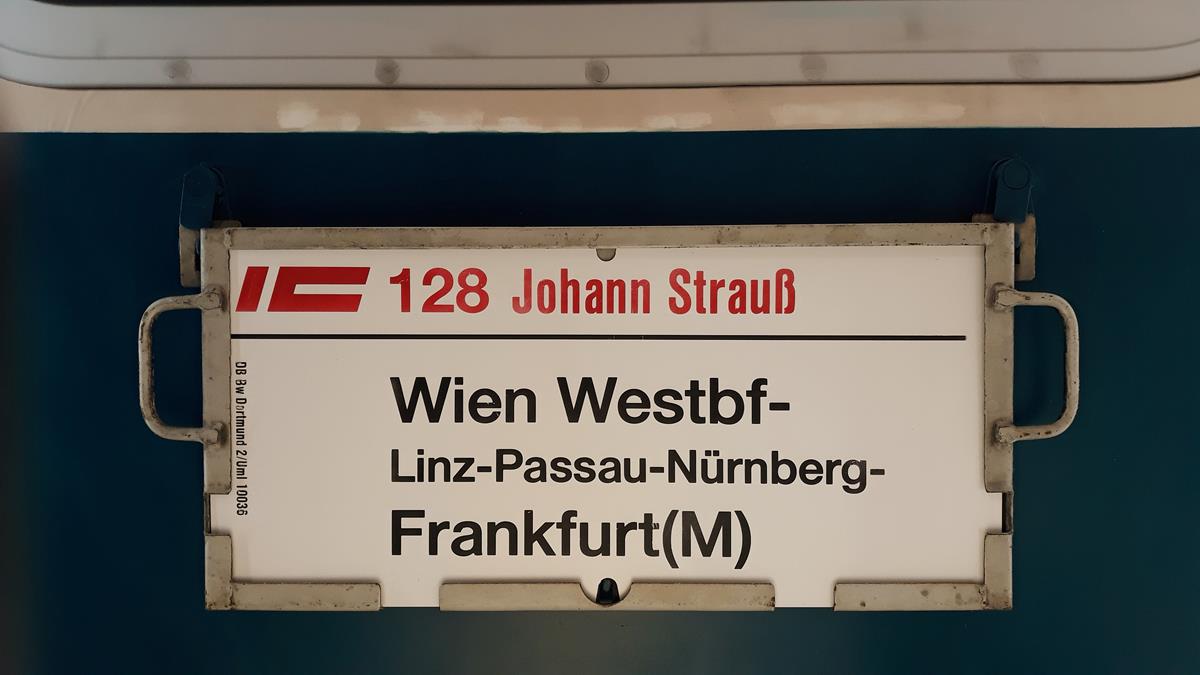 IC 128 Johann Strauß
Wien Westbf-
Linz-Passau-Nürnberg-
Frankfurt(M)
DB Bw Dortmund 2/Uml 10036